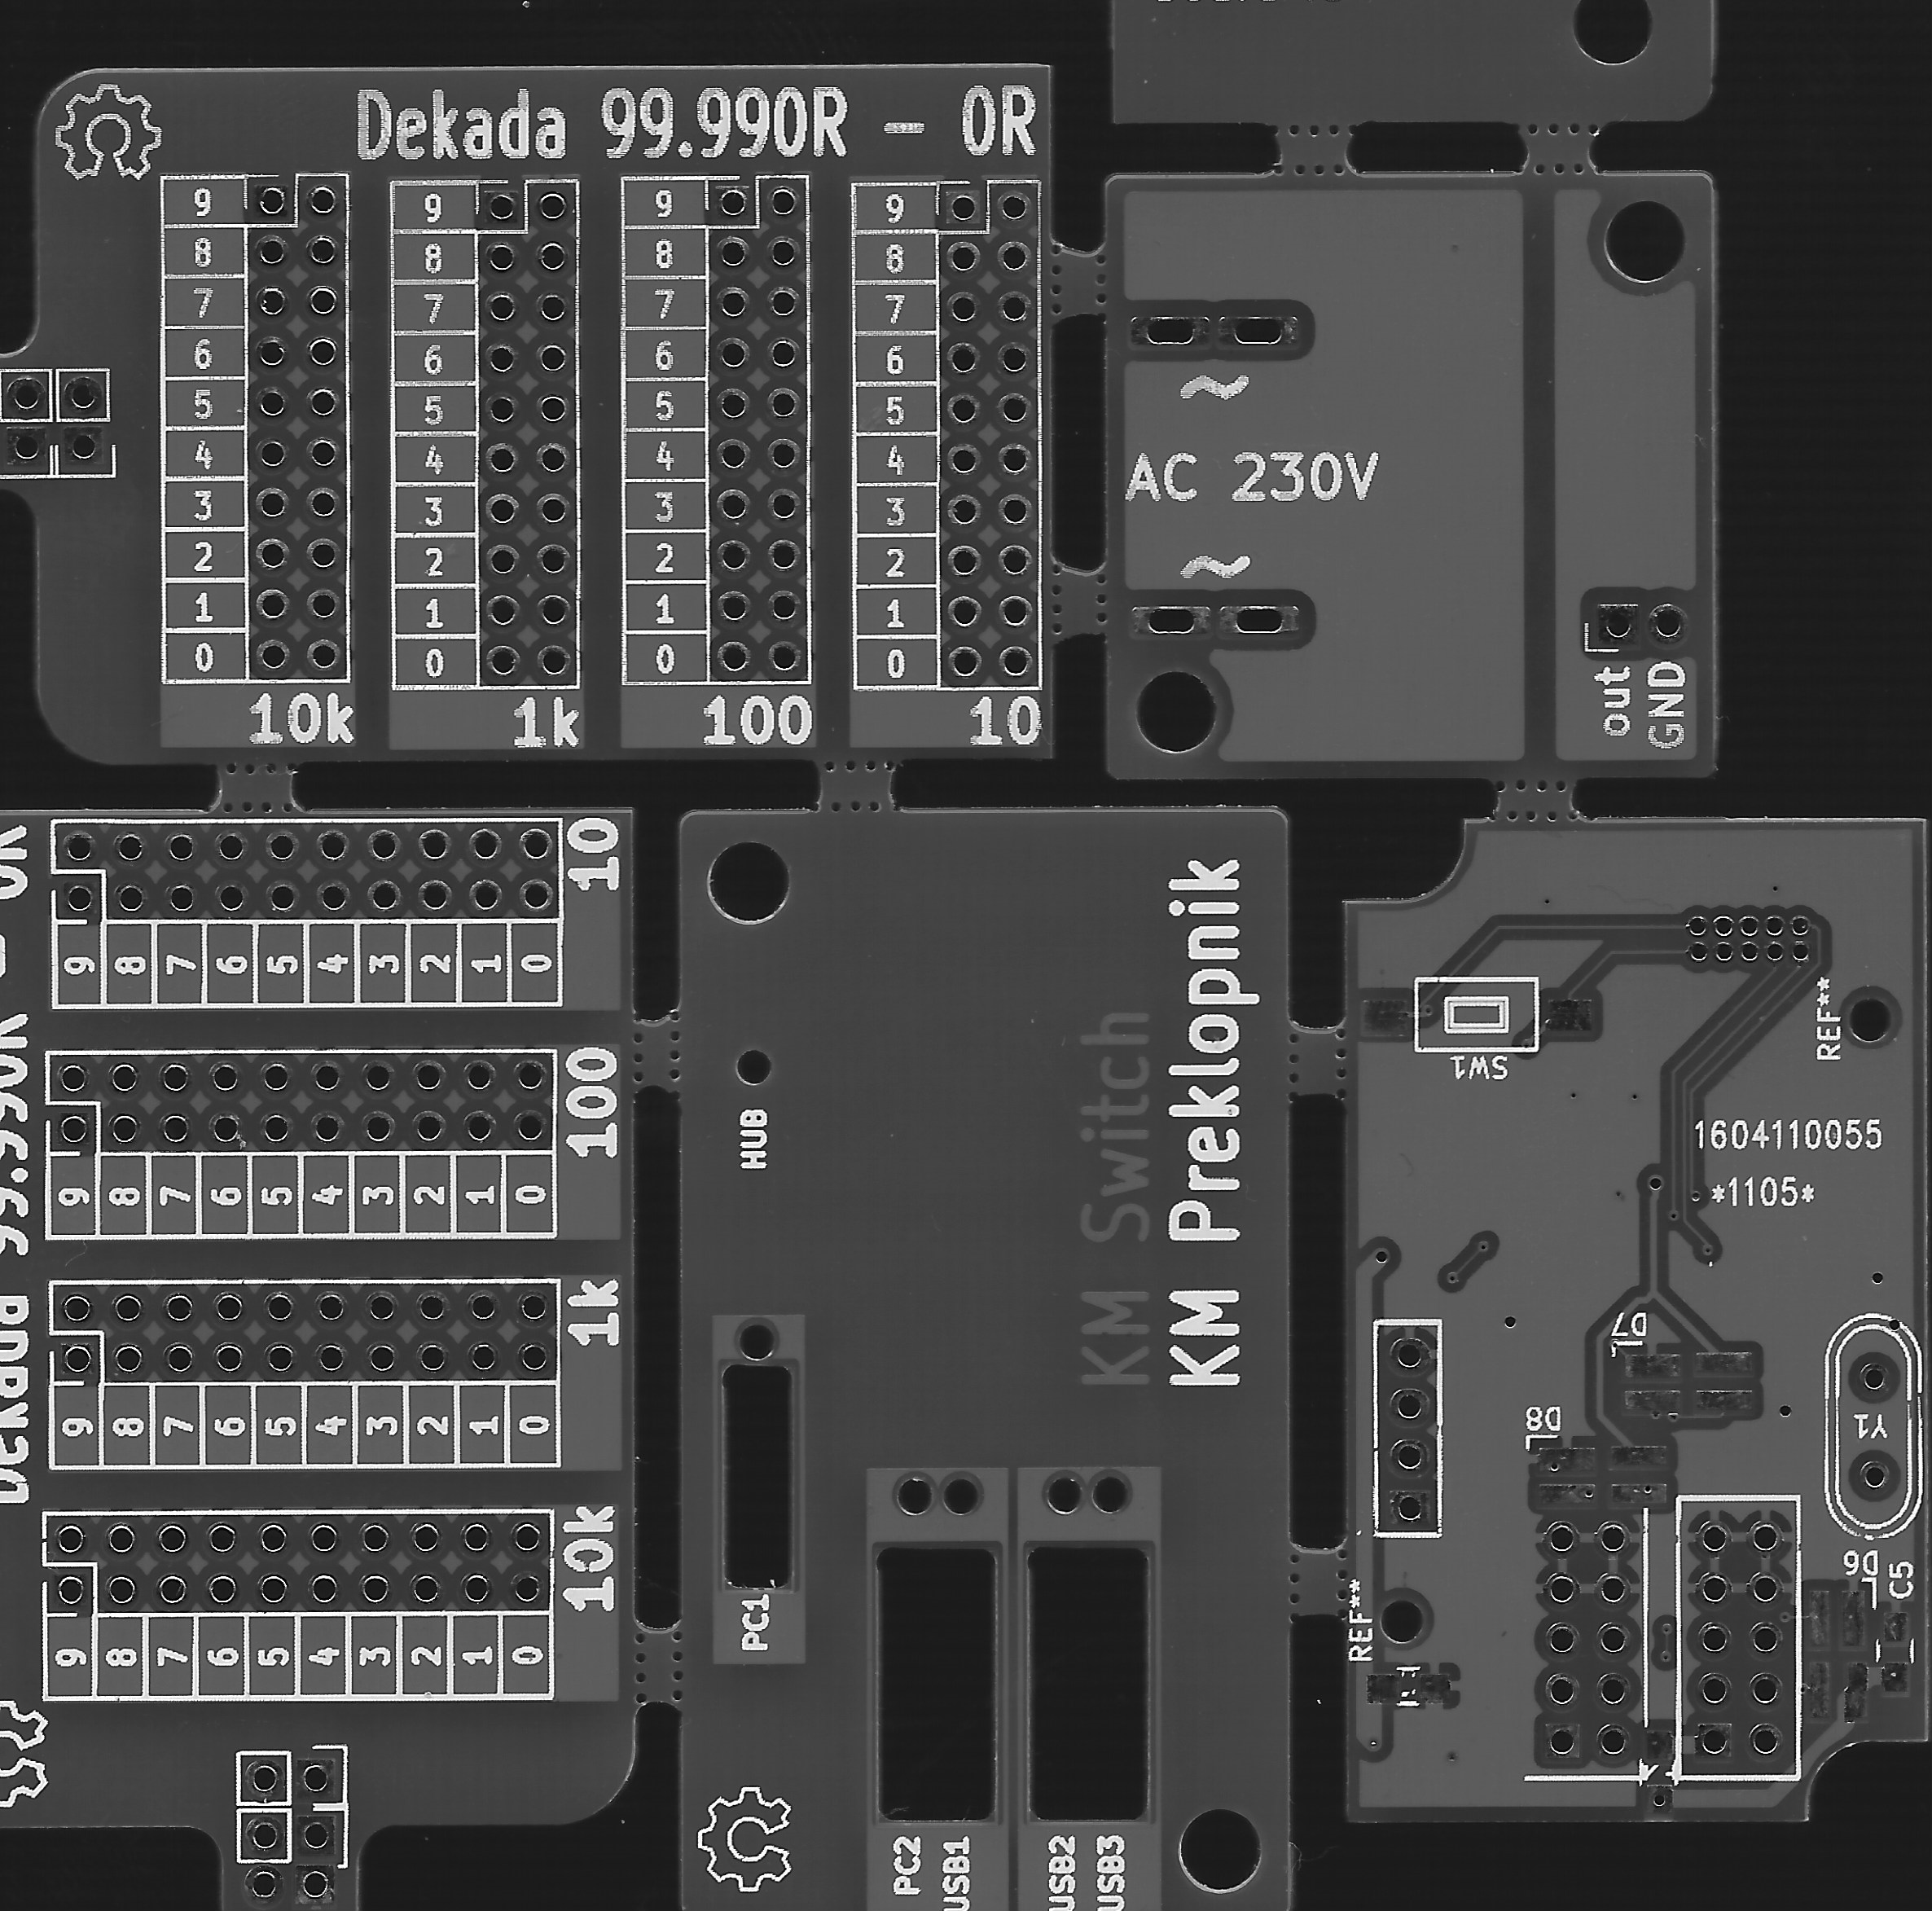 Dekada 99.990R - 0R
9
8
7
6
5
4
3
2
1
0
10k
9
8
7
6
5
4
3
2
1
0
1k
9
8
7
6
5
4
3
2
1
0
100
9
8
7
6
5
4
3
2
1
0
10
~
AC 230V
~
out
GND
10
9 8 7 6 5 4 3 2 1 0
100
9 8 7 6 5 4 3 2 1 0
1k
9 8 7 6 5 4 3 2 1 0
10k
9 8 7 6 5 4 3 2 1 0
Dekada 99.990R - 0R
HUB
KM Switch
KM Preklopnik
PC1
PC2
USB1
USB2
USB3
SW1
REF**
1604110055
*1105*
D7
D8
Y1
D6
C5
REF**